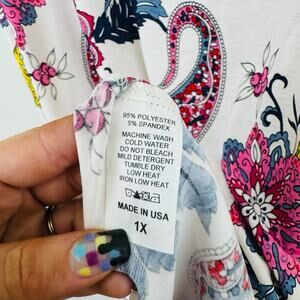 95% POLYESTER
5% SPANDEX
MACHINE WASH
COLD WATER
DO NOT BLEACH
MILD DETERGENT
TUMBLE DRY
LOW HEAT
IRON LOW HEAT
MADE IN USA
1X